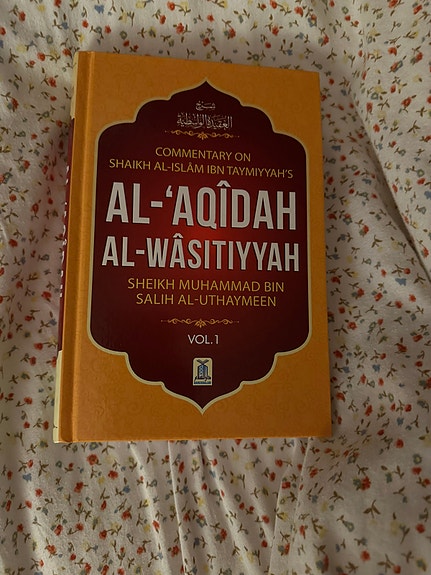 شرح
العقيدة الواسطية
COMMENTARY ON
SHAIKH AL-ISLÂM IBN TAYMIYYAH'S
AL-‘AQÎDAH
AL-WÂSITIYYAH
SHEIKH MUHAMMAD BIN
SALIH AL-UTHAYMEEN
VOL.1